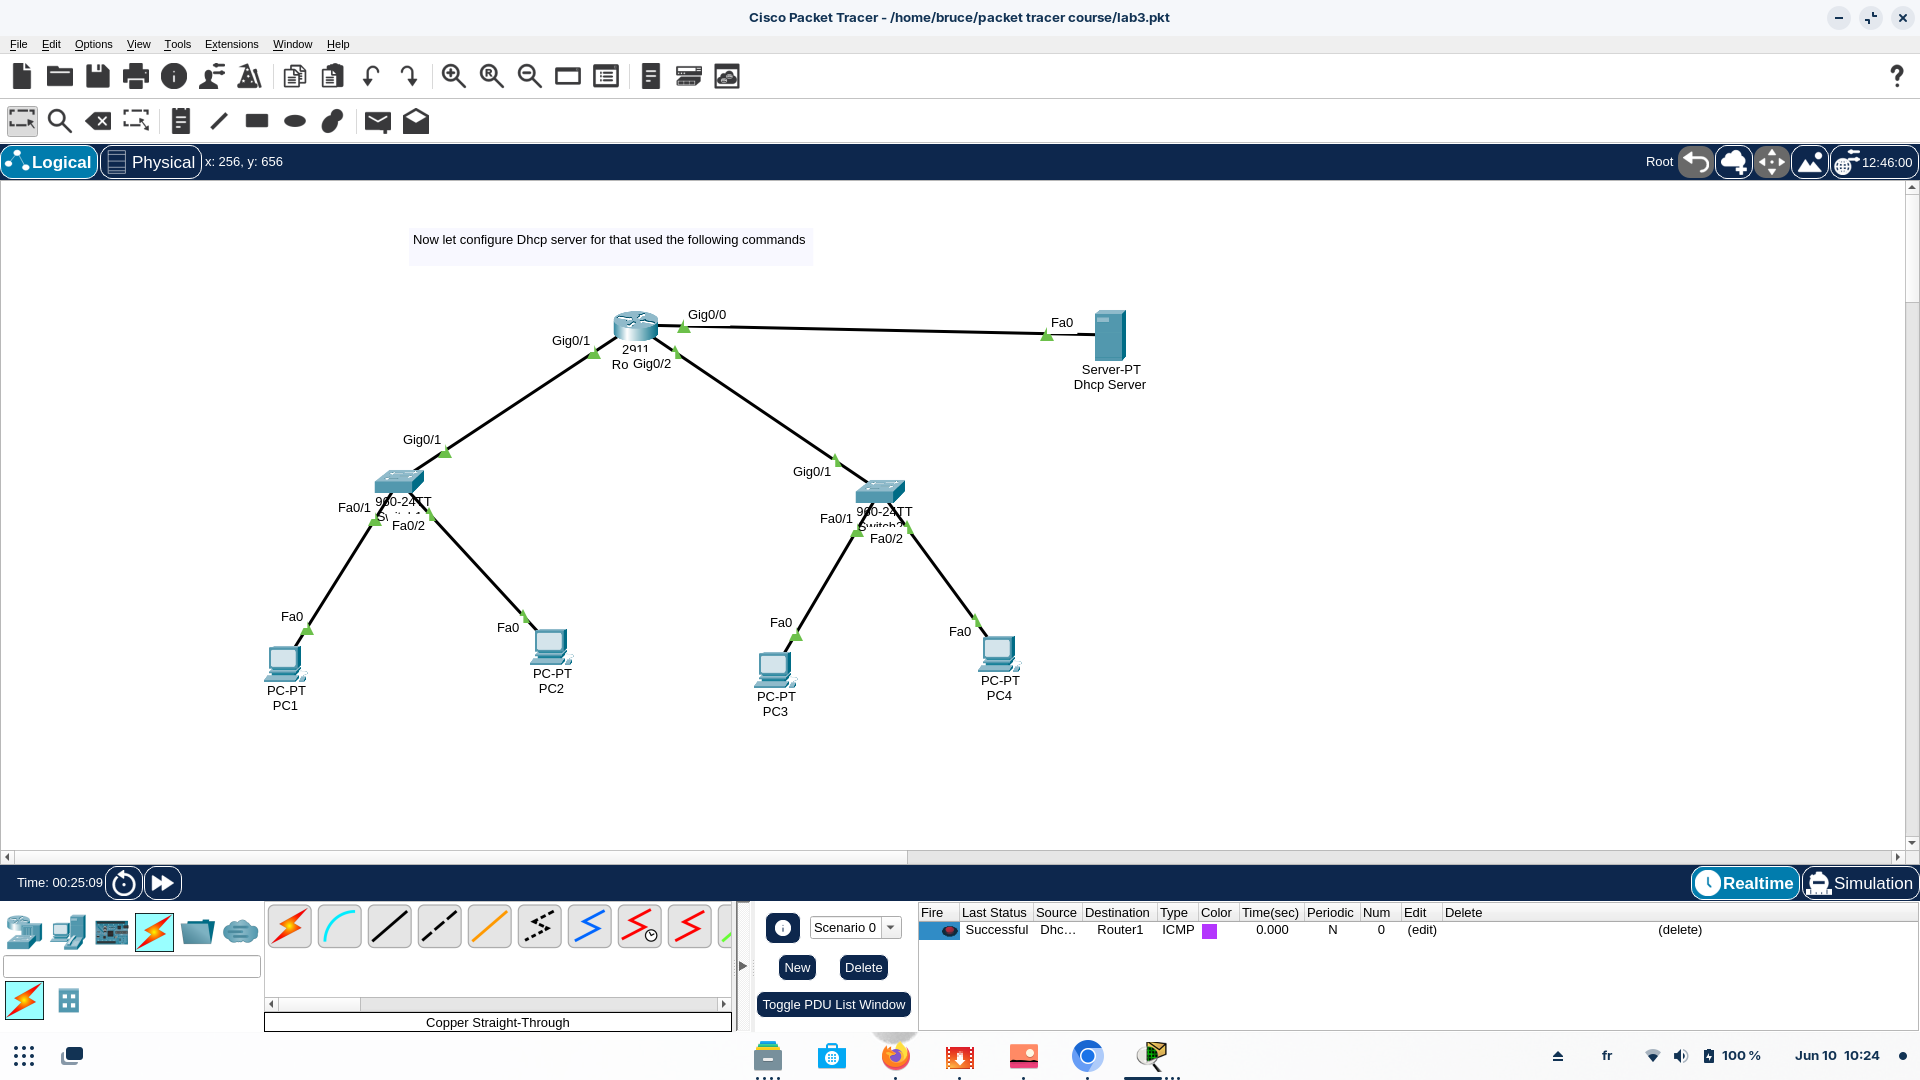 Cisco Packet Tracer - /home/bruce/packet tracer course/lab3.pkt
File Edit Options View Tools Extensions Window Help
Logical Physical x: 256, y: 656 Root 12:46:00
Now let configure Dhcp server for that used the following commands
Gig0/0
Fa0
Gig0/1
2911
Ro Gig0/2
Server-PT
Dhcp Server
Gig0/1
Gig0/1
960-24TT
Fa0/1
Fa0/2
960-24TT
Fa0/1
Switch2
Fa0/2
Fa0
Fa0
Fa0
Fa0
PC-PT
PC1
PC-PT
PC2
PC-PT
PC3
PC-PT
PC4
Time: 00:25:09 Realtime Simulation
Scenario 0
New Delete
Toggle PDU List Window
Copper Straight-Through
Fire Last Status Source Destination Type Color Time(sec) Periodic Num Edit Delete
Successful Dhc... Router1 ICMP 0.000 N 0 (edit) (delete)
fr 100 % Jun 10 10:24